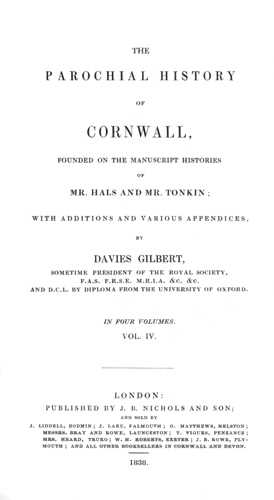 THE
PAROCHIAL HISTORY
OF
CORNWALL,
FOUNDED ON THE MANUSCRIPT HISTORIES
OF
MR. HALS AND MR. TONKIN;
WITH ADDITIONS AND VARIOUS APPENDICES,
BY
DAVIES GILBERT,
SOMETIME PRESIDENT OF THE ROYAL SOCIETY,
F.A.S. F.R.S.E. M.R.I.A. &c. &c.
AND D.C.L. BY DIPLOMA FROM THE UNIVERSITY OF OXFORD.
IN FOUR VOLUMES.
VOL. IV.
LONDON:
PUBLISHED BY J. B. NICHOLS AND SON;
AND SOLD BY
J. LIDDELL, BODMIN; J. LAKE, FALMOUTH; O. MATTHEWS, HELSTON;
MESSRS. BRAY AND ROWE, LAUNCESTON; T. VIGURS, PENZANCE;
MRS. HEARD, TRURO; W. H. ROBERTS, EXETER; J. B. ROWE, PLY-
MOUTH; AND ALL OTHER BOOKSELLERS IN CORNWALL AND DEVON.
1838.